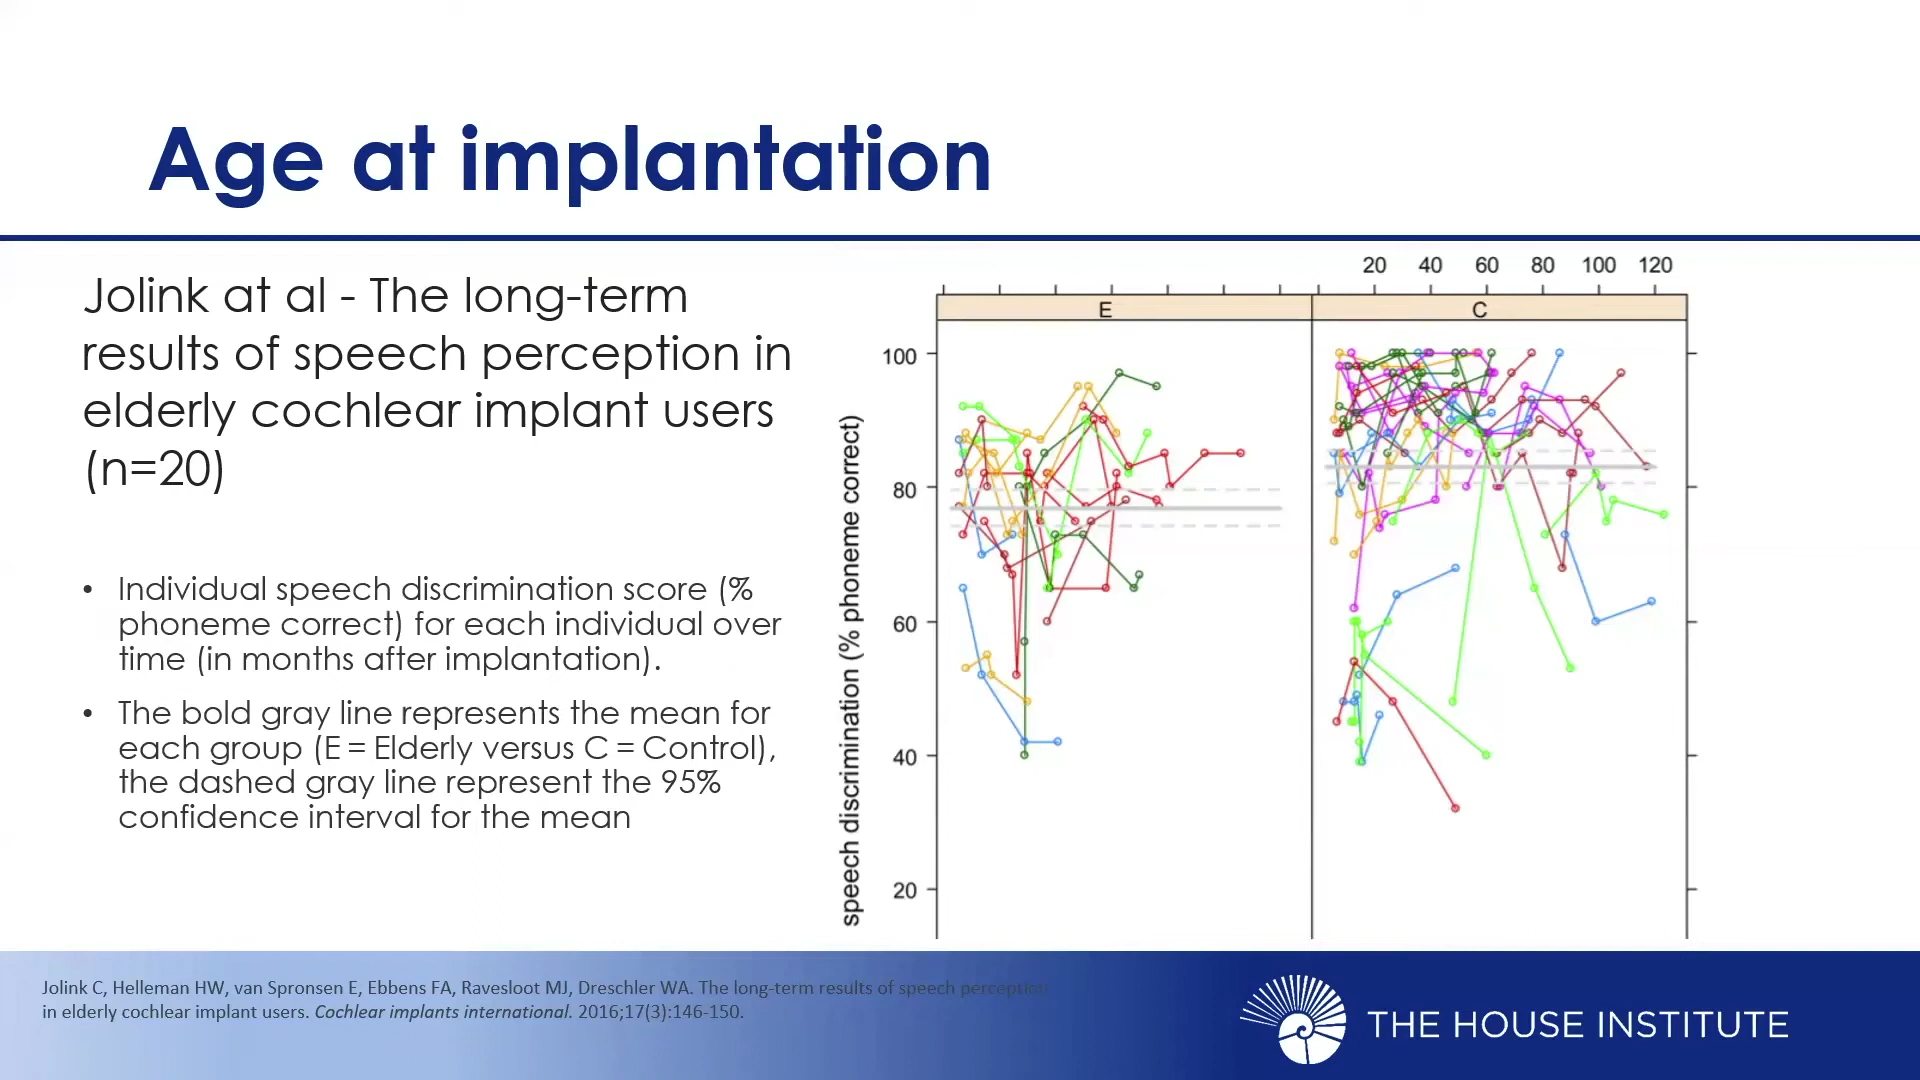 Age at implantation
Jolink at al - The long-term
results of speech perception in
elderly cochlear implant users
(n=20)
• Individual speech discrimination score (%
phoneme correct) for each individual over
time (in months after implantation).
• The bold gray line represents the mean for
each group (E = Elderly versus C = Control),
the dashed gray line represent the 95%
confidence interval for the mean
20 40 60 80 100 120
E C
speech discrimination (% phoneme correct)
100
80
60
40
20
Jolink C, Helleman HW, van Spronsen E, Ebbens FA, Ravesloot MJ, Dreschler WA. The long-term results of speech perception
in elderly cochlear implant users. Cochlear implants international. 2016;17(3):146-150.
THE HOUSE INSTITUTE